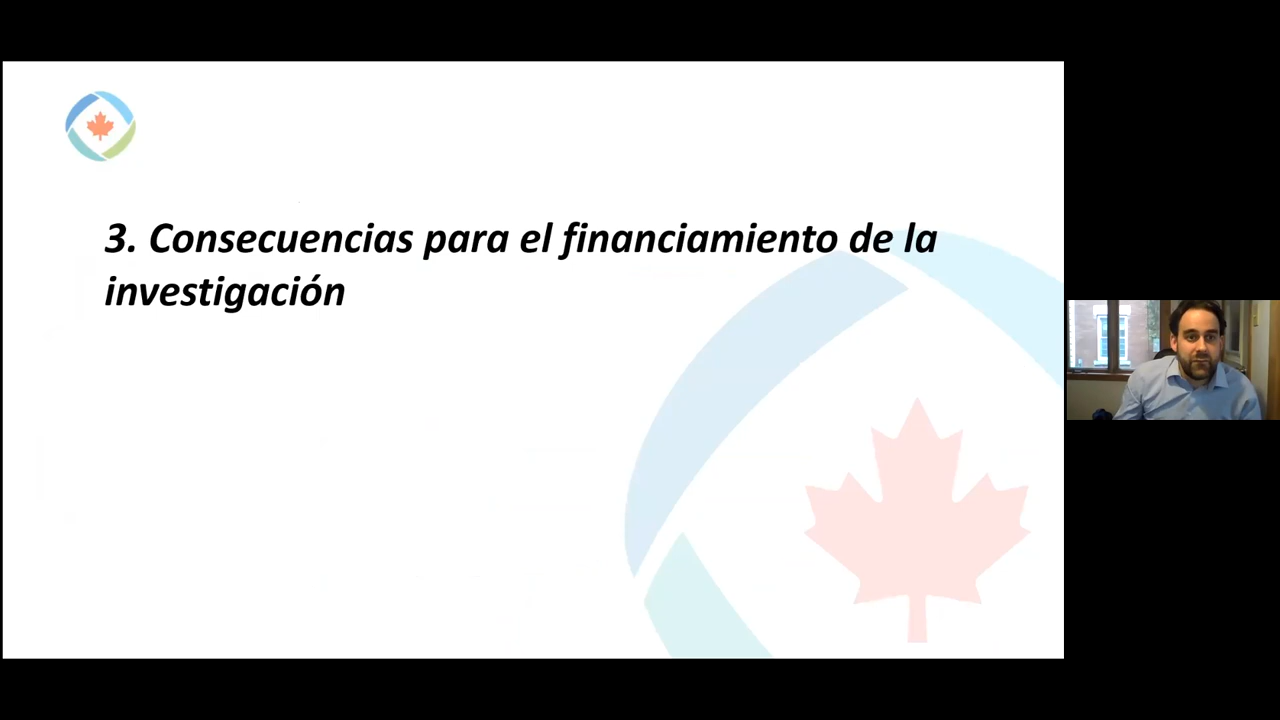 3. Consecuencias para el financiamiento de la
investigación